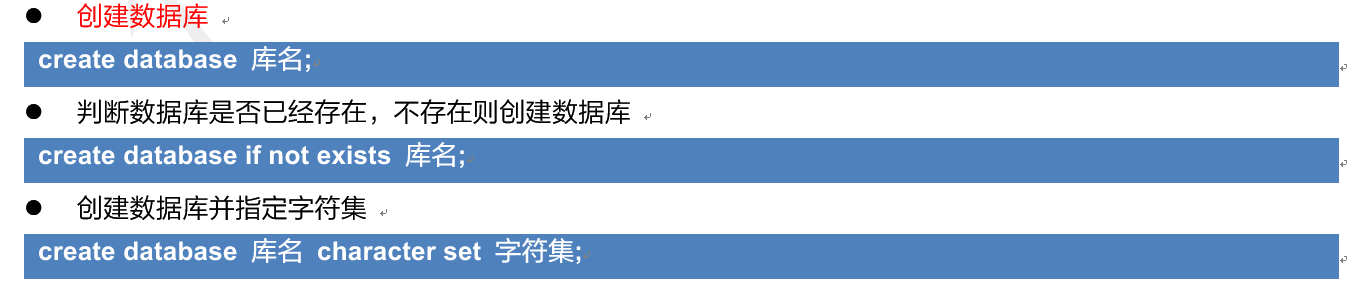 ● 创建数据库
create database 库名;
● 判断数据库是否已经存在，不存在则创建数据库
create database if not exists 库名;
● 创建数据库并指定字符集
create database 库名 character set 字符集;